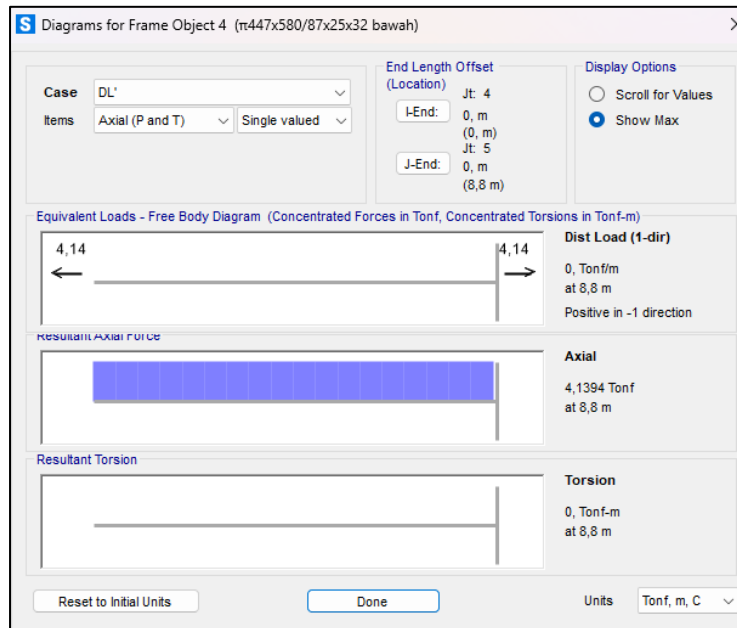 Diagrams for Frame Object 4 (π447x580/87x25x32 bawah)
Case DL'
Items Axial (P and T) Single valued
End Length Offset
(Location)
Jt: 4
I-End: 0, m
(0, m)
Jt: 5
J-End: 0, m
(8,8 m)
Display Options
Scroll for Values
Show Max
Equivalent Loads - Free Body Diagram (Concentrated Forces in Tonf, Concentrated Torsions in Tonf-m)
4,14 4,14
Dist Load (1-dir)
0, Tonf/m
at 8,8 m
Positive in -1 direction
Resultant Axial Force
Axial
4,1394 Tonf
at 8,8 m
Resultant Torsion
Torsion
0, Tonf-m
at 8,8 m
Reset to Initial Units Done Units Tonf, m, C